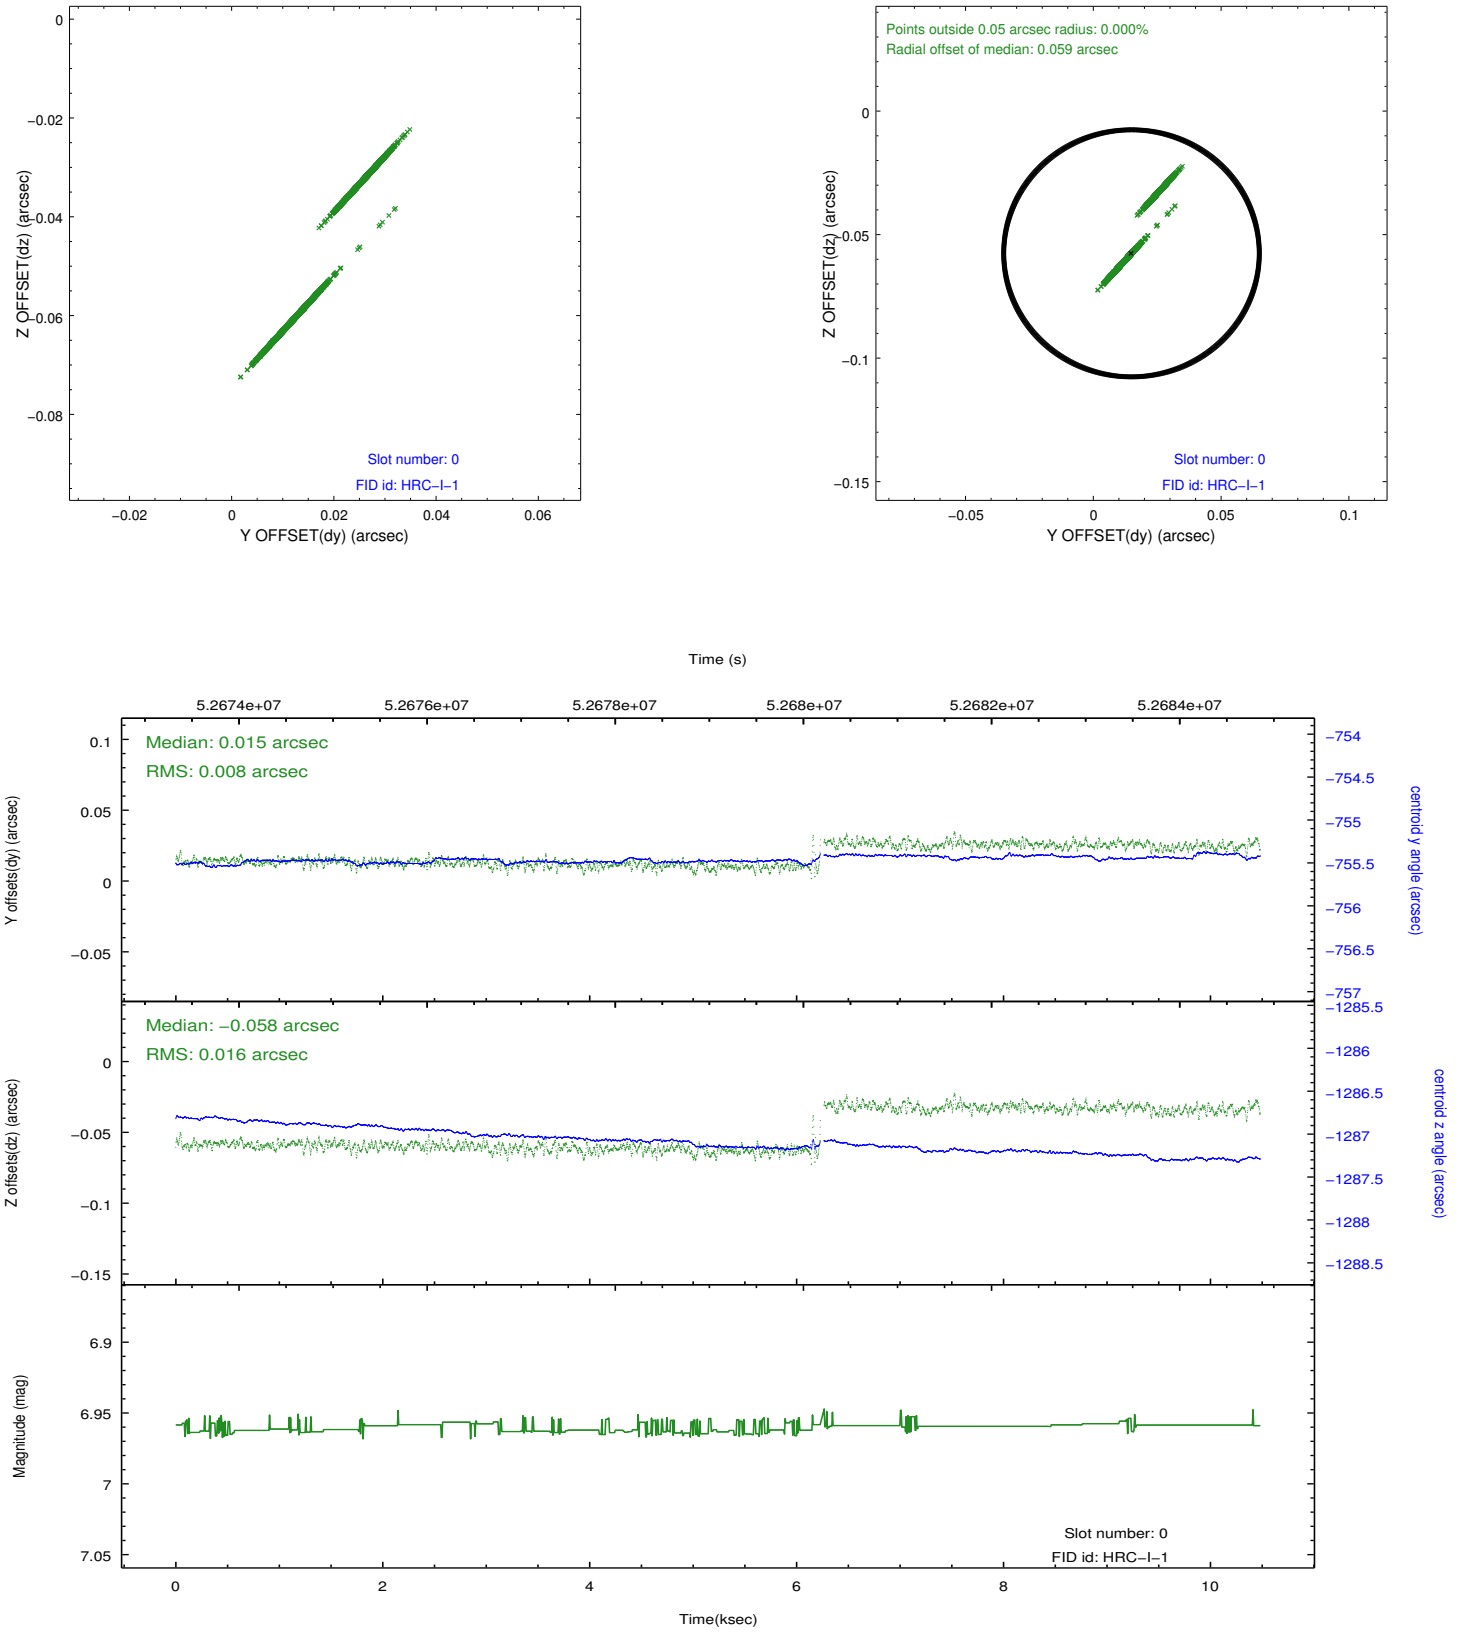 0
−0.02
−0.04
−0.06
−0.08
Z OFFSET(dz) (arcsec)
Slot number: 0
FID id: HRC−I−1
−0.02
0
0.02
0.04
0.06
Y OFFSET(dy) (arcsec)
Points outside 0.05 arcsec radius: 0.000%
Radial offset of median: 0.059 arcsec
0
−0.05
−0.1
−0.15
Z OFFSET(dz) (arcsec)
Slot number: 0
FID id: HRC−I−1
−0.05
0
0.05
0.1
Y OFFSET(dy) (arcsec)
Time (s)
5.2674e+07
5.2676e+07
5.2678e+07
5.268e+07
5.2682e+07
5.2684e+07
Median: 0.015 arcsec
RMS: 0.008 arcsec
0.1
0.05
0
−0.05
Y offsets(dy) (arcsec)
−754
−754.5
−755
−755.5
−756
−756.5
−757
centroid y angle (arcsec)
Median: −0.058 arcsec
RMS: 0.016 arcsec
0
−0.05
−0.1
−0.15
Z offsets(dz) (arcsec)
−1285.5
−1286
−1286.5
−1287
−1287.5
−1288
−1288.5
centroid z angle (arcsec)
6.9
6.95
7
7.05
Magnitude (mag)
Slot number: 0
FID id: HRC−I−1
0
2
4
6
8
10
Time(ksec)